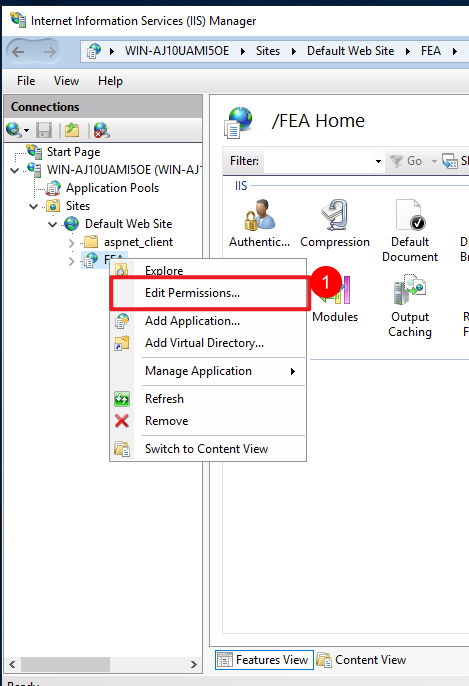 Internet Information Services (IIS) Manager
WIN-AJ10UAMI5OE Sites Default Web Site FEA
File View Help
Connections
Start Page
WIN-AJ10UAMI5OE (WIN-AJ1
Application Pools
Sites
Default Web Site
aspnet_client
FEA
Explore
Edit Permissions...
1
Add Application...
Add Virtual Directory...
Manage Application
Refresh
Remove
Switch to Content View
/FEA Home
Filter: Go
IIS
Authentic... Compression Default Document
Modules Output Caching
Features View Content View
Ready